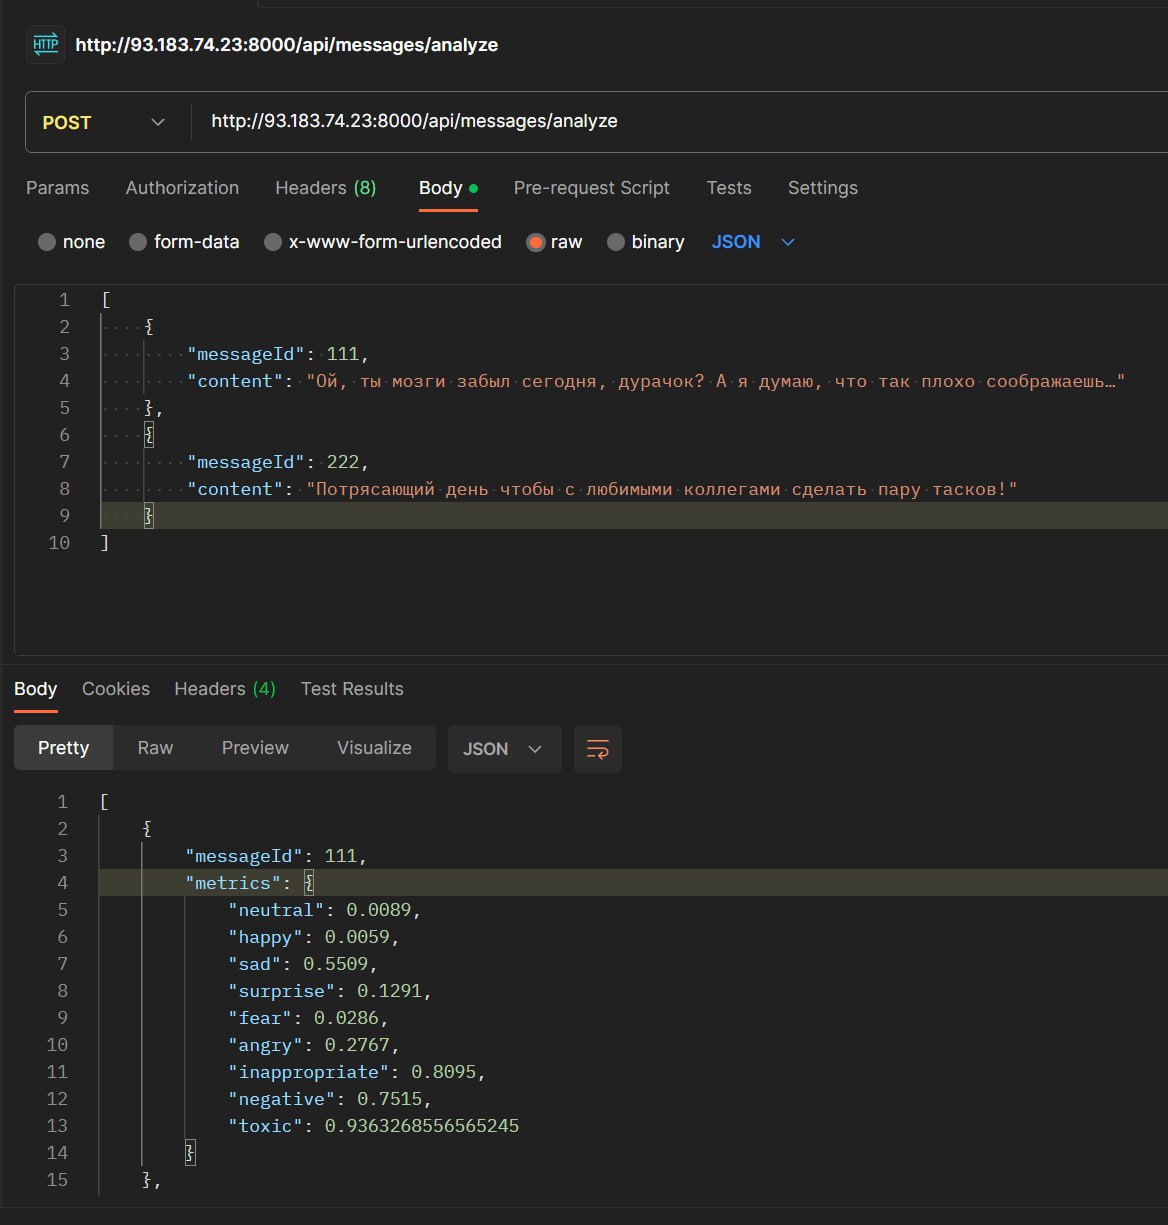 HTTP http://93.183.74.23:8000/api/messages/analyze
POST http://93.183.74.23:8000/api/messages/analyze
Params Authorization Headers (8) Body Pre-request Script Tests Settings
none form-data x-www-form-urlencoded raw binary JSON
1 [
2 {
3 "messageId": 111,
4 "content": "Ой, ты мозги забыл сегодня, дурачок? А я думаю, что так плохо соображаешь…"
5 },
6 {
7 "messageId": 222,
8 "content": "Потрясающий день чтобы с любимыми коллегами сделать пару тасков!"
9 }
10 ]
Body Cookies Headers (4) Test Results
Pretty Raw Preview Visualize JSON
1 [
2 {
3 "messageId": 111,
4 "metrics": {
5 "neutral": 0.0089,
6 "happy": 0.0059,
7 "sad": 0.5509,
8 "surprise": 0.1291,
9 "fear": 0.0286,
10 "angry": 0.2767,
11 "inappropriate": 0.8095,
12 "negative": 0.7515,
13 "toxic": 0.9363268556565245
14 }
15 },